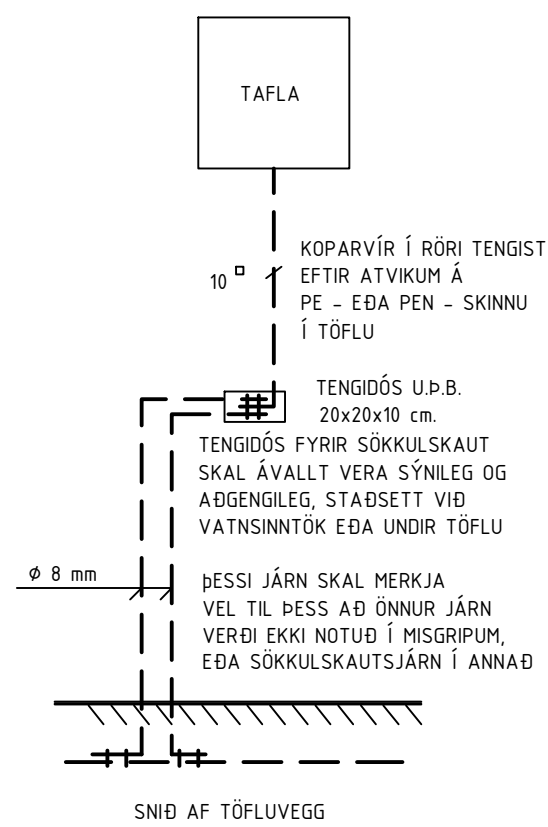 TAFLA
KOPARVÍR Í RÖRI TENGIST
EFTIR ATVIKUM Á
PE - EÐA PEN - SKINNU
Í TÖFLU
10 □
TENGIDÓS U.Þ.B.
20x20x10 cm.
TENGIDÓS FYRIR SÖKKULSKAUT
SKAL ÁVALLT VERA SÝNILEG OG
AÐGENGILEG, STAÐSETT VIÐ
VATNSINNTÖK EÐA UNDIR TÖFLU
ϕ 8 mm
ÞESSI JÁRN SKAL MERKJA
VEL TIL ÞESS AÐ ÖNNUR JÁRN
VERÐI EKKI NOTUÐ Í MISGRIPUM,
EÐA SÖKKULSKAUTSJÁRN Í ANNAÐ
SNIÐ AF TÖFLUVEGG